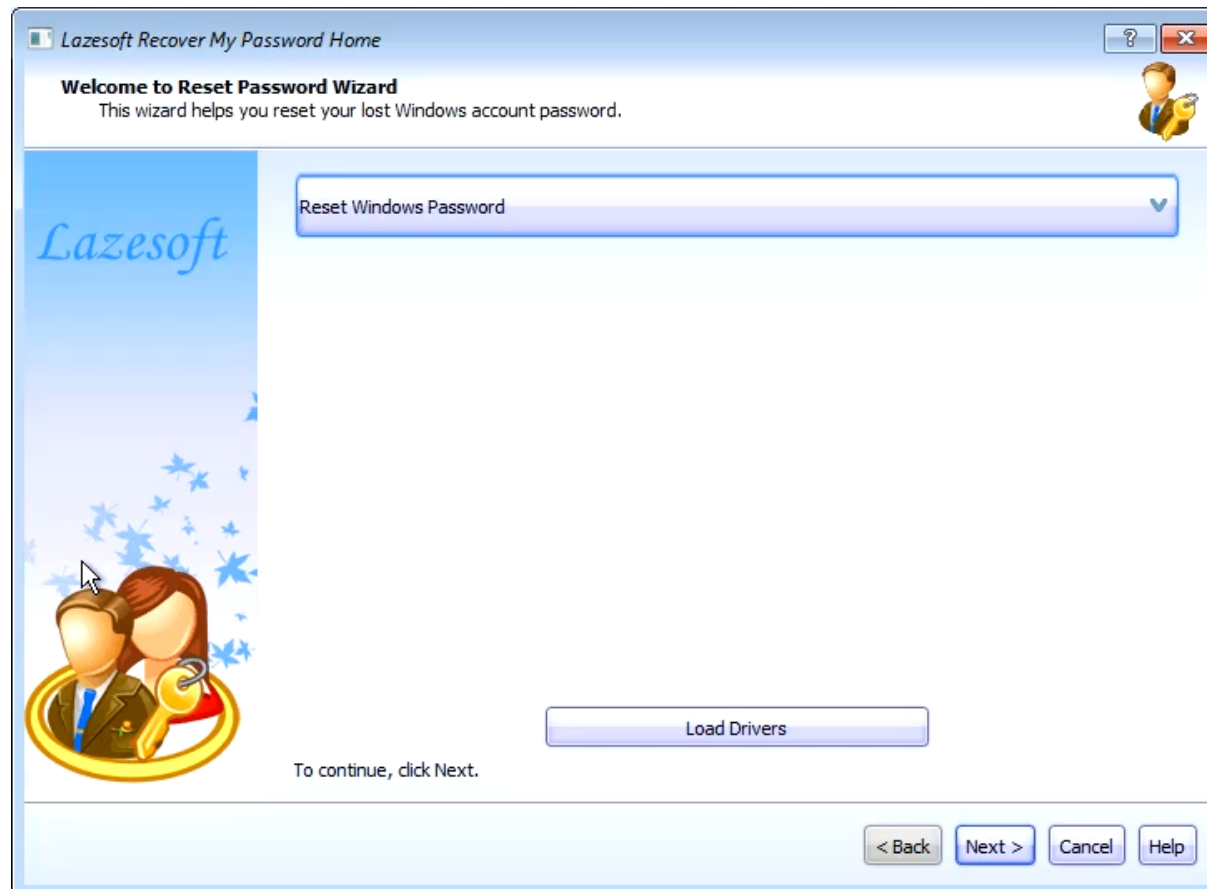 Lazesoft Recover My Password Home
Welcome to Reset Password Wizard
This wizard helps you reset your lost Windows account password.
Lazesoft
Reset Windows Password
Load Drivers
To continue, click Next.
< Back Next > Cancel Help